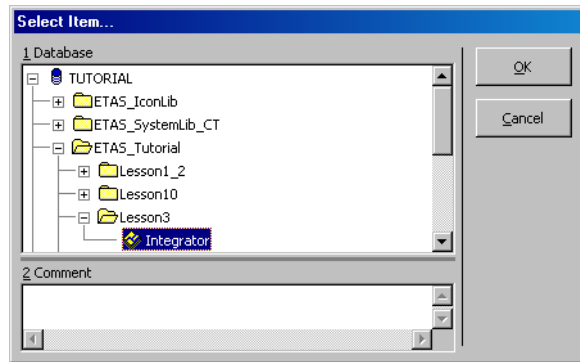 Select Item...
1 Database
OK
TUTORIAL
ETAS_IconLib
ETAS_SystemLib_CT
Cancel
ETAS_Tutorial
Lesson1_2
Lesson10
Lesson3
Integrator
2 Comment